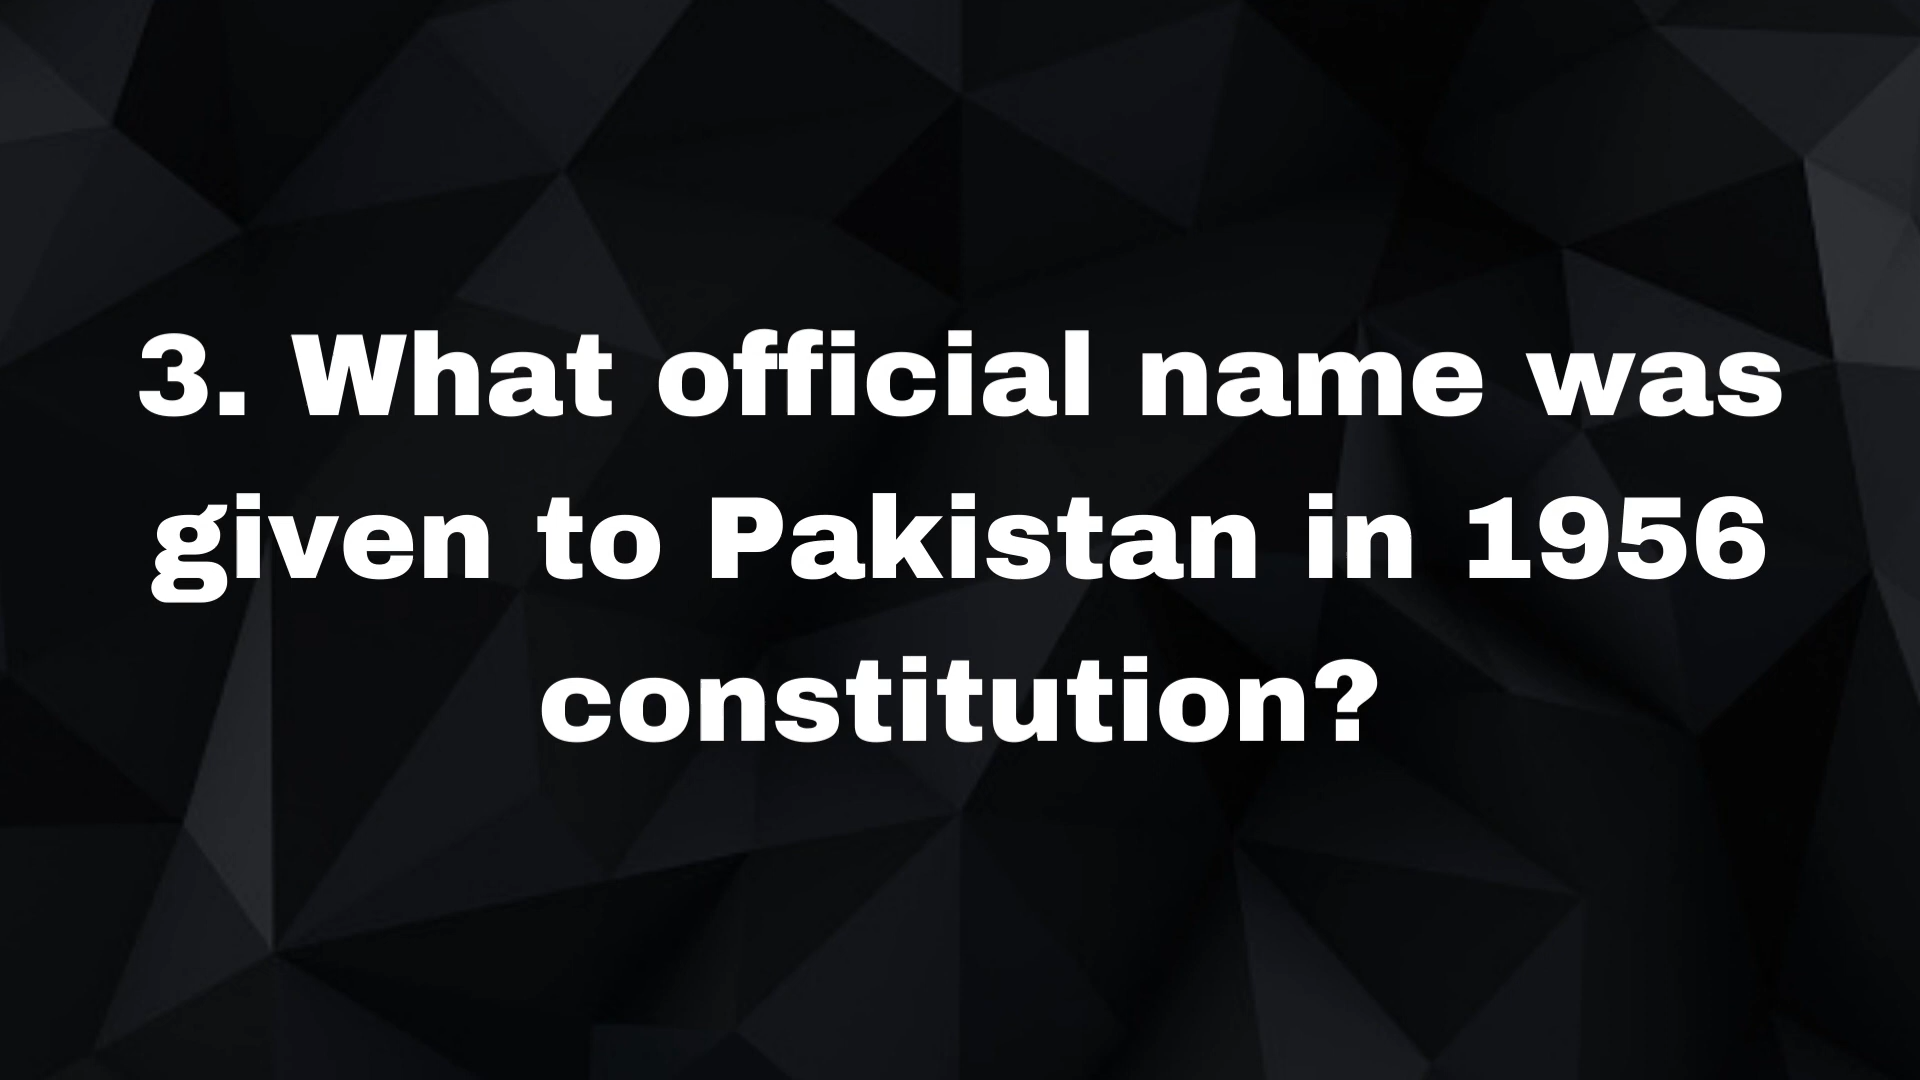 3. What official name was
given to Pakistan in 1956
constitution?